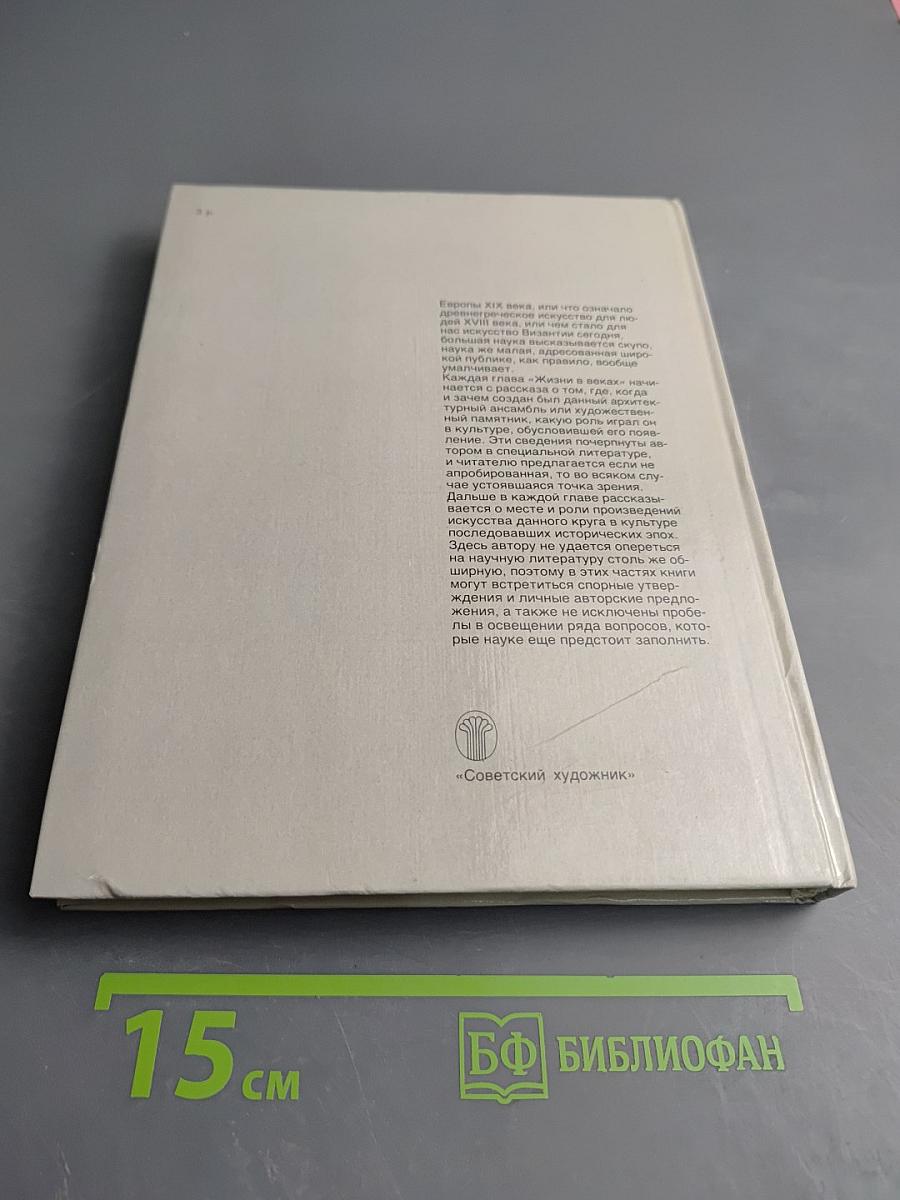 3 р.
Европы XIX века, или что означало
древнегреческое искусство для лю-
дей XVIII века, или чем стало для
нас искусство Византии сегодня,
большая наука высказывается скупо,
наука же малая, адресованная широ-
кой публике, как правило, вообще
умалчивает.
Каждая глава «Жизни в веках» начи-
нается с рассказа о том, где, когда
и зачем создан был данный архитек-
турный ансамбль или художествен-
ный памятник, какую роль играл он
в культуре, обусловившей его появ-
ление. Эти сведения почерпнуты ав-
тором в специальной литературе,
и читателю предлагается если не
апробированная, то во всяком слу-
чае устоявшаяся точка зрения.
Дальше в каждой главе рассказы-
вается о месте и роли произведений
искусства данного круга в культуре
последовавших исторических эпох.
Здесь автору не удается опереться
на научную литературу столь же об-
ширную, поэтому в этих частях книги
могут встретиться спорные утвер-
ждения и личные авторские предло-
жения, а также не исключены пробе-
лы в освещении ряда вопросов, кото-
рые науке еще предстоит заполнить.
«Советский художник»
15 см
БФ БИБЛИОФАН